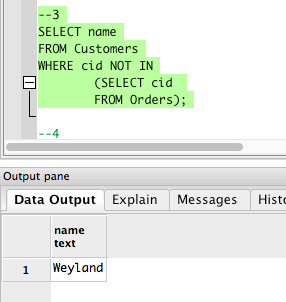 --3
SELECT name
FROM Customers
WHERE cid NOT IN
(SELECT cid
FROM Orders);
--4
Output pane
Data Output Explain Messages Hist
name
text
1 Weyland